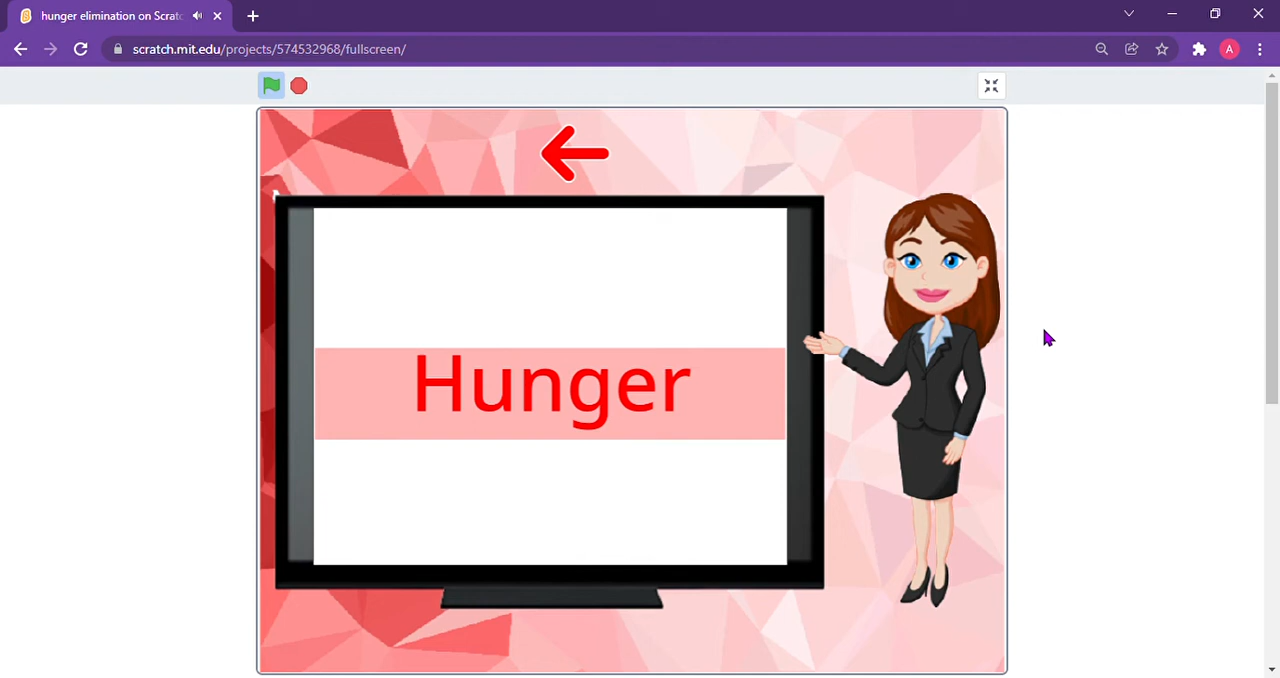 hunger elimination on Scratc
scratch.mit.edu/projects/574532968/fullscreen/
A
Hunger